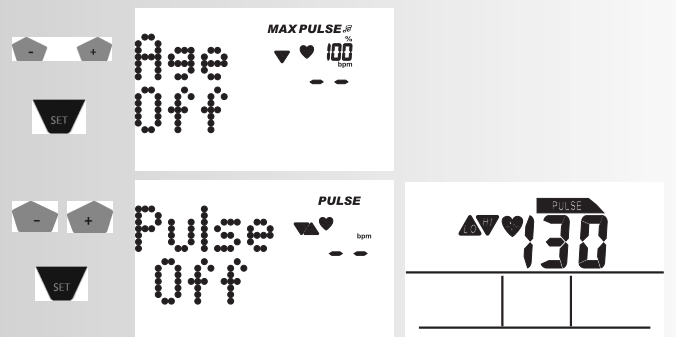 MAX PULSE
%
- +
Age
100
bpm
- -
SET
Off
PULSE
PULSE
- +
Pulse
LO HI
130
bpm
- -
Off
SET